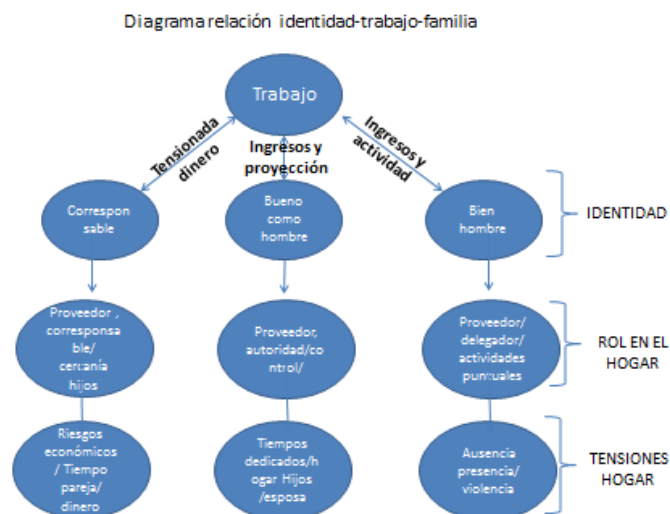 Diagrama relación identidad-trabajo-familia
Trabajo
Tensionada
dinero
Ingresos y
proyección
Ingresos y
actividad
Correspon
sable
Bueno
como
hombre
Bien
hombre
IDENTIDAD
Proveedor ,
corresponsa
ble/
cercanía
hijos
Proveedor,
autoridad/co
ntrol/
Proveedor/
delegador/
actividades
puntuales
ROL EN EL
HOGAR
Riesgos
económicos
/ Tiempo
pareja/
dinero
Tiempos
dedicados/h
ogar Hijos
/esposa
Ausencia
presencia/
violencia
TENSIONES
HOGAR